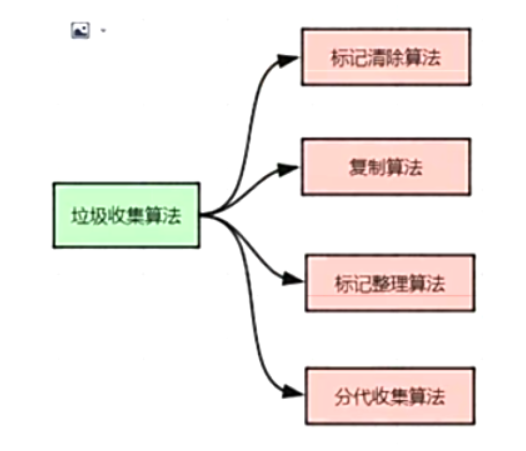 标记清除算法
复制算法
垃圾收集算法
标记整理算法
分代收集算法